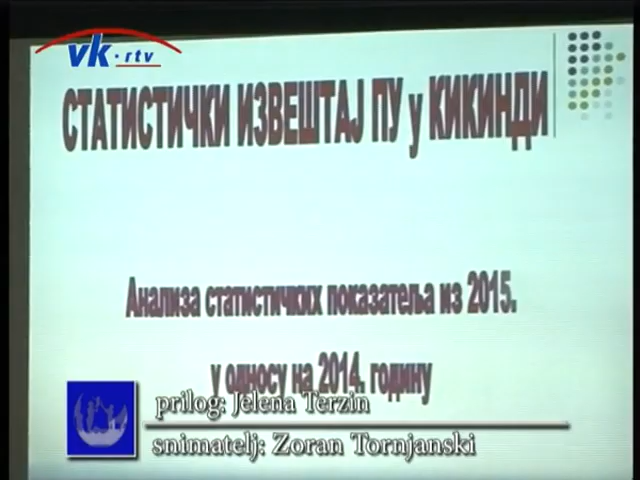 vk.rtv
СТАТИСТИЧКИ ИЗВЕШТАЈ ПУ у КИКИНДИ
Анализа статистичких показатеља из 2015.
у односу на 2014. годину
prilog: Jelena Terzin
snimatelj: Zoran Tornjanski